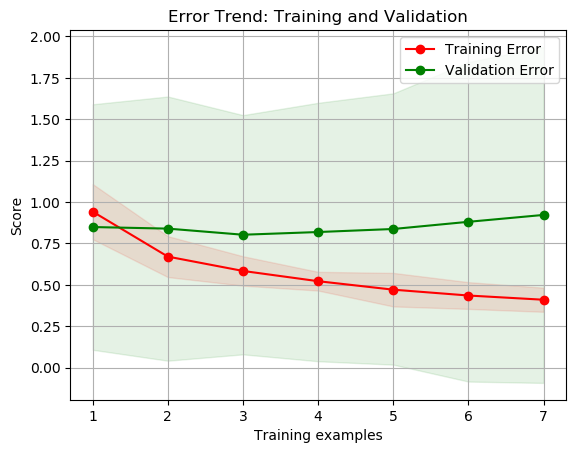 Error Trend: Training and Validation
Training Error
Validation Error
2.00
1.75
1.50
1.25
1.00
0.75
0.50
0.25
0.00
Score
1 2 3 4 5 6 7
Training examples